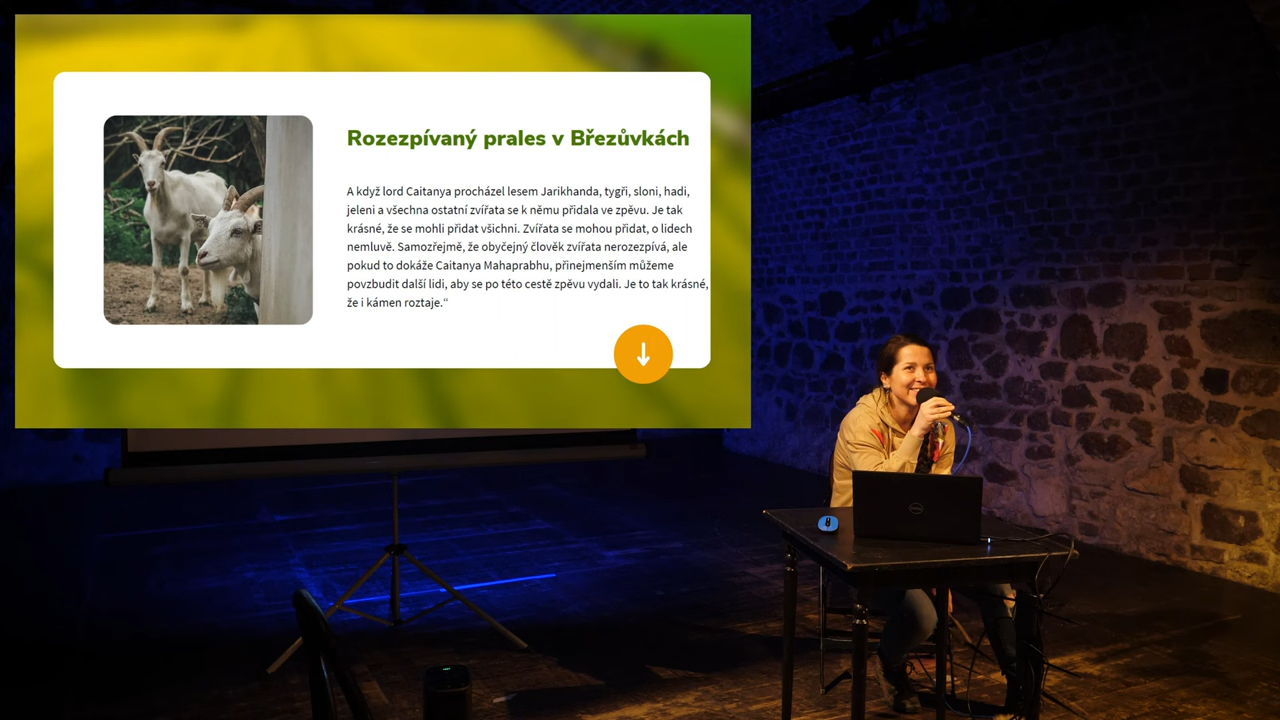 Rozezpívaný prales v Březůvkách
A když lord Caitanya procházel lesem Jarikhanda, tygři, sloni, hadi,
jeleni a všechna ostatní zvířata se k němu přidala ve zpěvu. Je tak
krásné, že se mohli přidat všichni. Zvířata se mohou přidat, o lidech
nemluvě. Samozřejmě, že obyčejný člověk zvířata nerozezpívá, ale
pokud to dokáže Caitanya Mahaprabhu, přinejmenším můžeme
povzbudit další lidi, aby se po této cestě zpěvu vydali. Je to tak krásné,
že i kámen roztaje.“
DELL